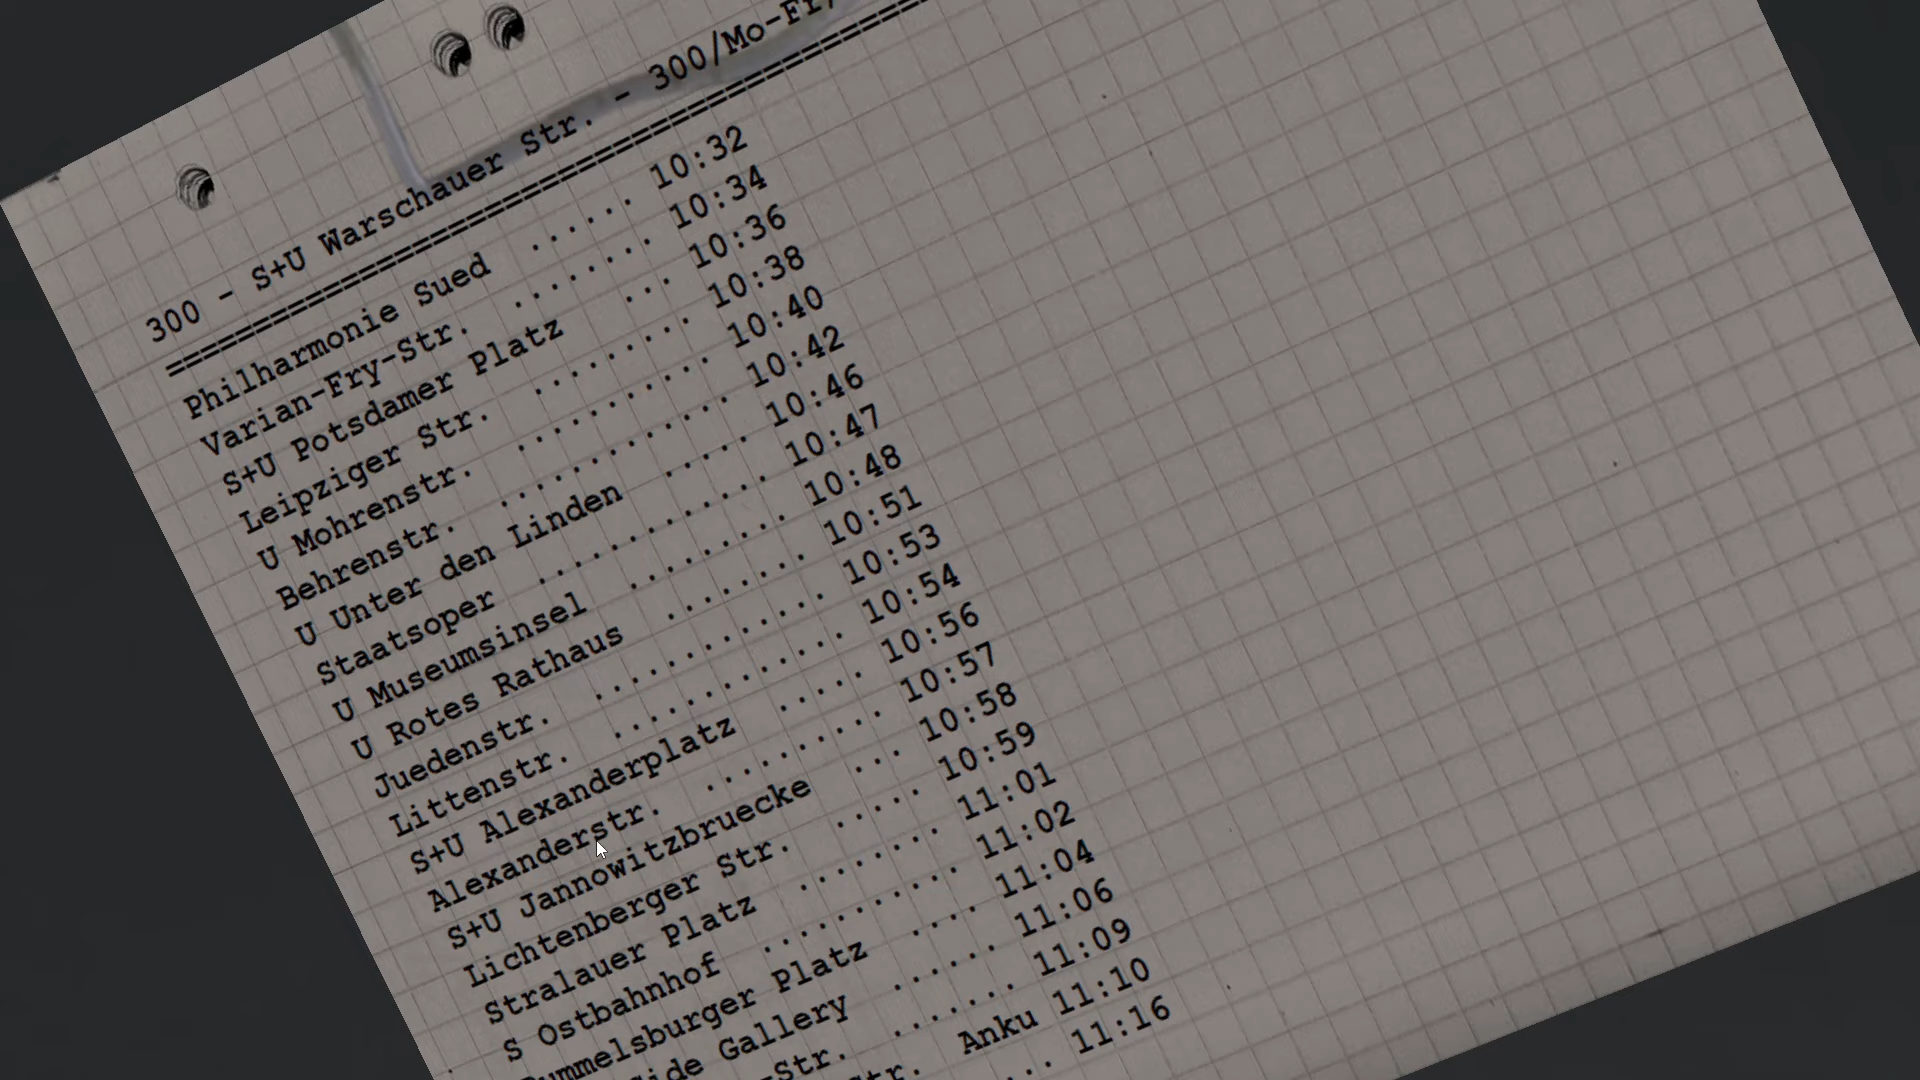 300 - S+U Warschauer Str. - 300/Mo-Fr
==================================================
Philharmonie Sued ...... 10:32
Varian-Fry-Str. ........ 10:34
S+U Potsdamer Platz ... 10:36
Leipziger Str. ......... 10:38
U Mohrenstr. ........... 10:40
Behrenstr. ............. 10:42
U Unter den Linden ..... 10:46
Staatsoper ............. 10:47
U Museumsinsel ......... 10:48
U Rotes Rathaus ........ 10:51
Juedenstr. ............. 10:53
Littenstr. ............. 10:54
S+U Alexanderplatz ..... 10:56
Alexanderstr. .......... 10:57
S+U Jannowitzbruecke ... 10:58
Lichtenberger Str. ..... 10:59
Stralauer Platz ........ 11:01
S Ostbahnhof ........... 11:02
ummelsburger Platz .... 11:04
ide Gallery ...... 11:06
-Str. ....... 11:09
tr. Anku 11:10
... 11:16